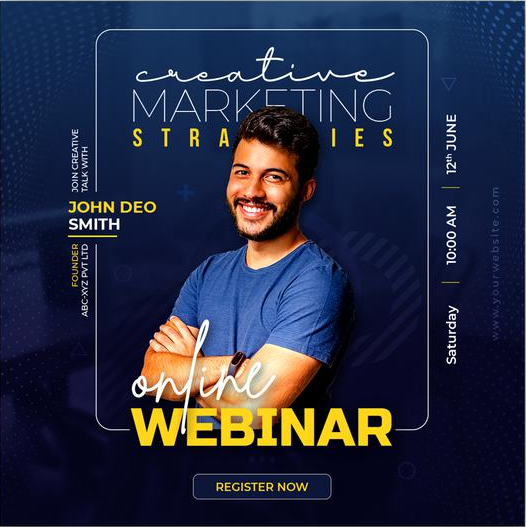 creative
MARKETING
STRA IES
JOIN CREATIVE
TALK WITH
JOHN DEO
SMITH
FOUNDER
ABC-XYZ PVT LTD
12th JUNE
10:00 AM
Saturday
www.yourwebsite.com
online
WEBINAR
REGISTER NOW